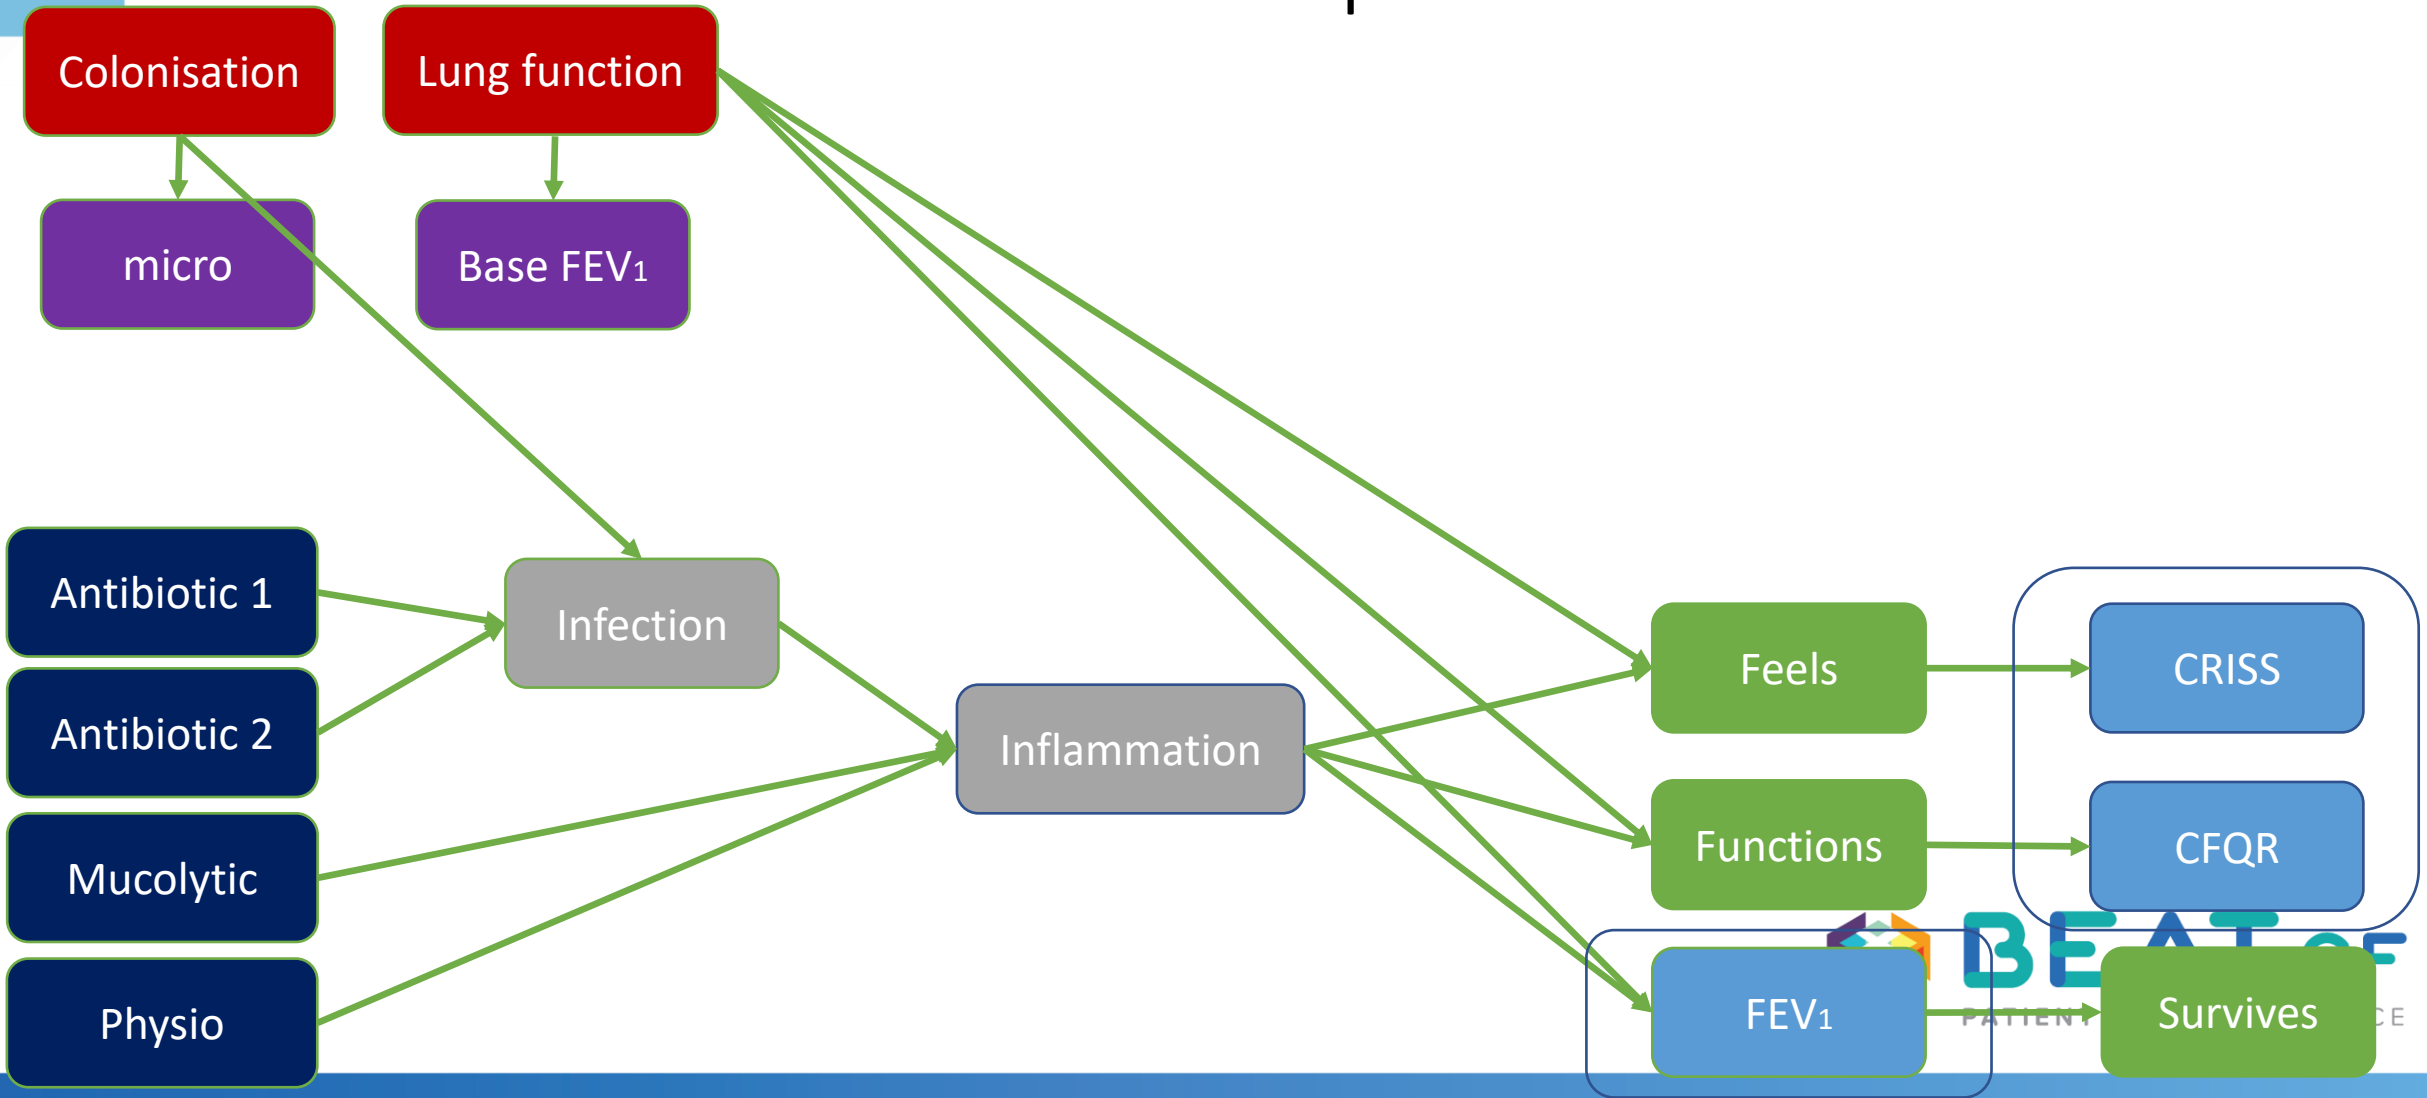 Colonisation
Lung function
micro
Base FEV1
Antibiotic 1
Infection
Antibiotic 2
Mucolytic
Physio
Inflammation
Feels
CRISS
Functions
CFQR
FEV1
Survives